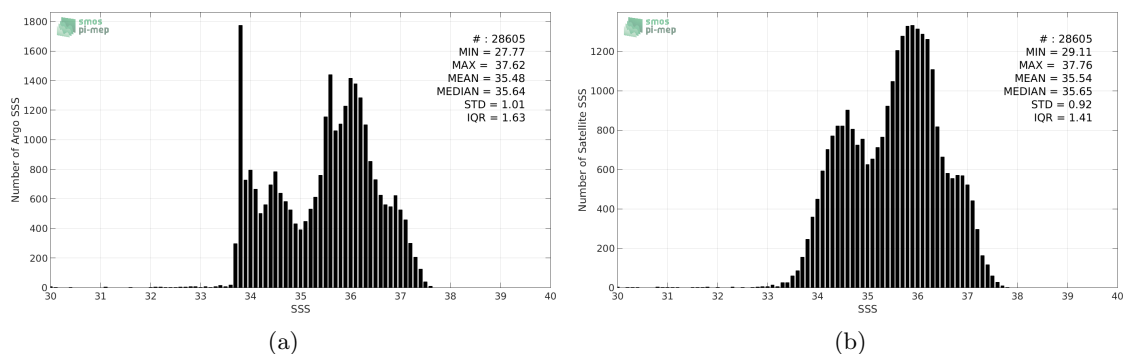 smos
pi-mep
# : 28605
MIN = 27.77
MAX = 37.62
MEAN = 35.48
MEDIAN = 35.64
STD = 1.01
IQR = 1.63
Number of Argo SSS
1800
1600
1400
1200
1000
800
600
400
200
0
30 31 32 33 34 35 36 37 38 39 40
SSS
(a)
smos
pi-mep
# : 28605
MIN = 29.11
MAX = 37.76
MEAN = 35.54
MEDIAN = 35.65
STD = 0.92
IQR = 1.41
Number of Satellite SSS
1200
1000
800
600
400
200
0
30 31 32 33 34 35 36 37 38 39 40
SSS
(b)